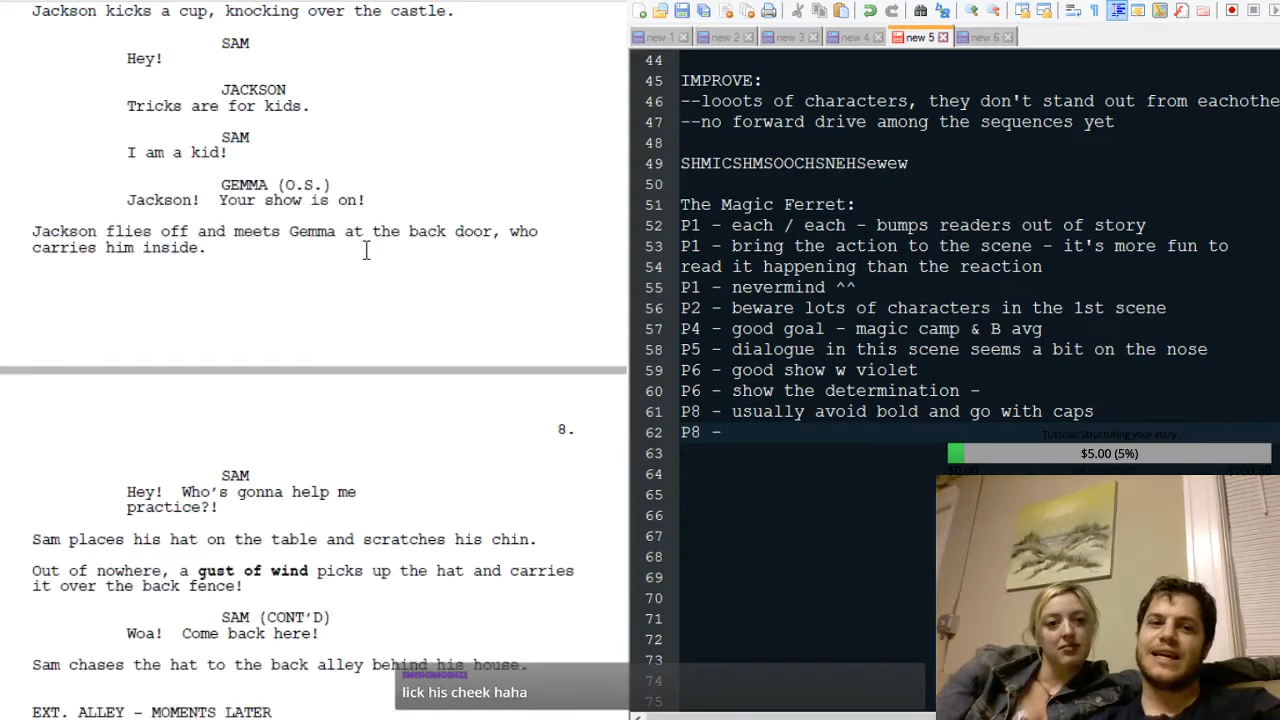 Jackson kicks a cup, knocking over the castle.
SAM
Hey!
JACKSON
Tricks are for kids.
SAM
I am a kid!
GEMMA (O.S.)
Jackson!  Your show is on!
Jackson flies off and meets Gemma at the back door, who
carries him inside.
8.
SAM
Hey!  Who's gonna help me
practice?!
Sam places his hat on the table and scratches his chin.
Out of nowhere, a gust of wind picks up the hat and carries
it over the back fence!
SAM (CONT'D)
Woa!  Come back here!
Sam chases the hat to the back alley behind his house.
EXT. ALLEY – MOMENTS LATER
new 1 new 2 new 3 new 4 new 5 new 6
44
45 IMPROVE:
46 --looots of characters, they don't stand out from eachothe
47 --no forward drive among the sequences yet
48
49 SHMICSHMSOOCHSNEHSewew
50
51 The Magic Ferret:
52 P1 - each / each - bumps readers out of story
53 P1 - bring the action to the scene - it's more fun to
54 read it happening than the reaction
55 P1 - nevermind ^^
56 P2 - beware lots of characters in the 1st scene
57 P4 - good goal - magic camp & B avg
58 P5 - dialogue in this scene seems a bit on the nose
59 P6 - good show w violet
60 P6 - show the determination -
61 P8 - usually avoid bold and go with caps
62 P8 -
63
64
65
66
67
68
69
70
71
72
73
74
75
Tutorial: Structuring your story
$5.00 (5%)
SMISHSMOSH22
lick his cheek haha